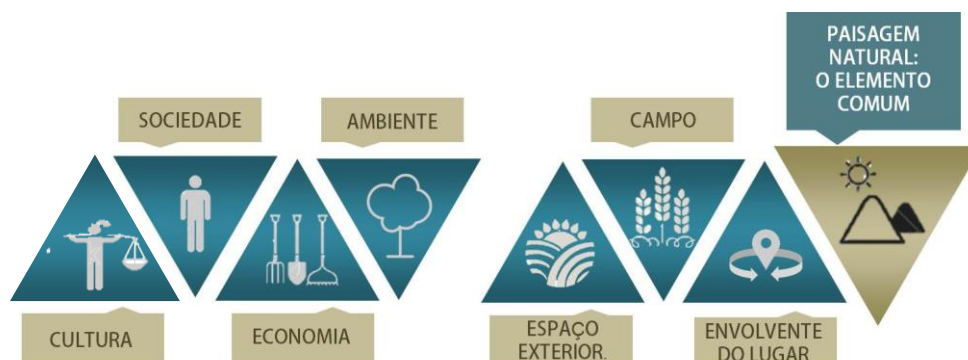 PAISAGEM
NATURAL:
O ELEMENTO
COMUM
SOCIEDADE
AMBIENTE
CAMPO
CULTURA
ECONOMIA
ESPAÇO
EXTERIOR.
ENVOLVENTE
DO LUGAR